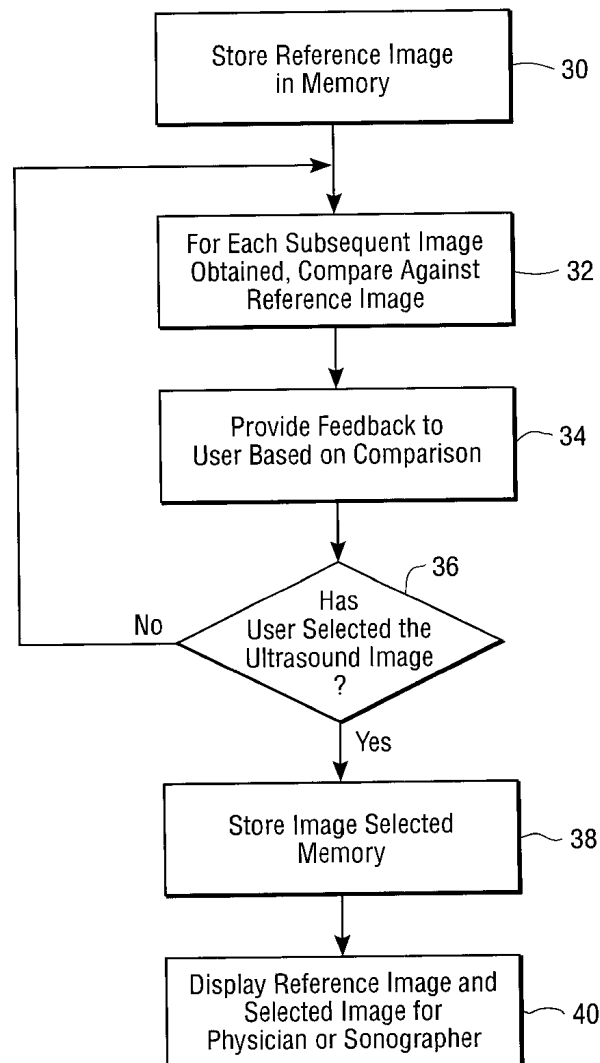 Store Reference Image
in Memory
30
For Each Subsequent Image
Obtained, Compare Against
Reference Image
32
Provide Feedback to
User Based on Comparison
34
36
Has
User Selected the
Ultrasound Image
?
No
Yes
Store Image Selected
Memory
38
Display Reference Image and
Selected Image for
Physician or Sonographer
40